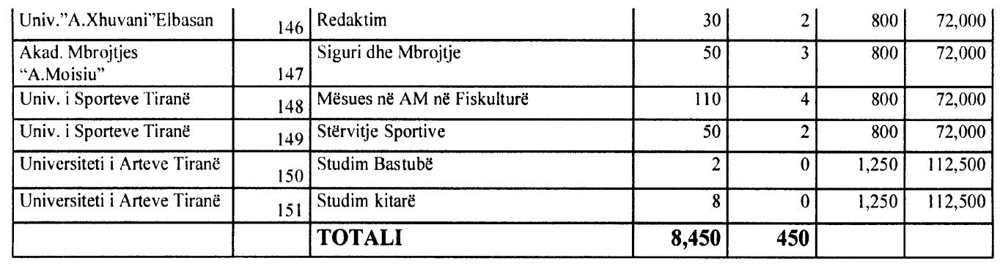 Univ."A.Xhuvani"Elbasan 146 Redaktim 30 2 800 72,000
Akad. Mbrojtjes
"A.Moisiu" 147 Siguri dhe Mbrojtje 50 3 800 72,000
Univ. i Sporteve Tiranë 148 Mësues në AM në Fiskulturë 110 4 800 72,000
Univ. i Sporteve Tiranë 149 Stërvitje Sportive 50 2 800 72,000
Universiteti i Arteve Tiranë 150 Studim Bastubë 2 0 1,250 112,500
Universiteti i Arteve Tiranë 151 Studim kitarë 8 0 1,250 112,500
TOTALI 8,450 450